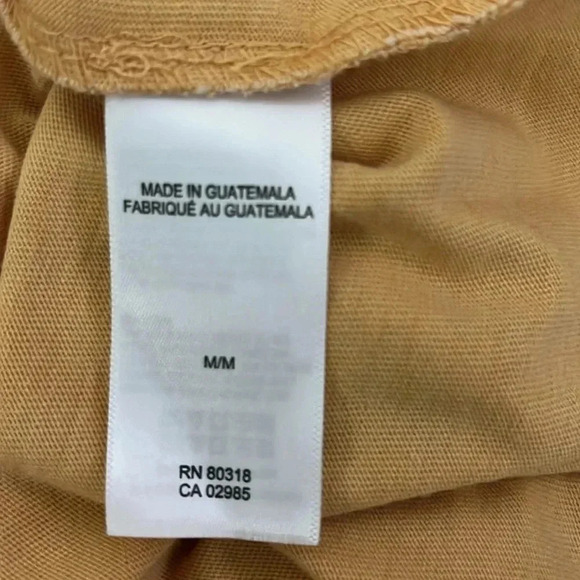 MADE IN GUATEMALA
FABRIQUÉ AU GUATEMALA
M/M
RN 80318
CA 02985